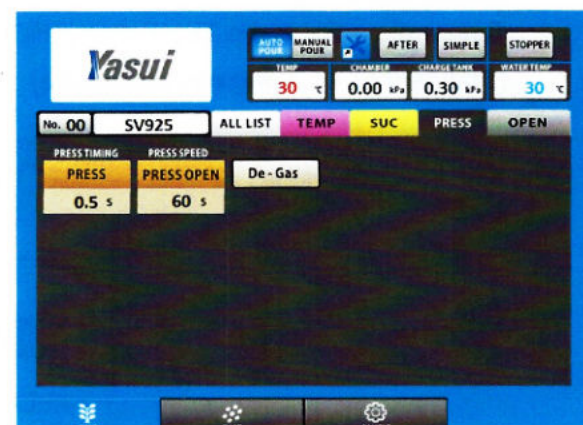 Yasui
AUTO POUR MANUAL POUR AFTER SIMPLE STOPPER
TEMP CHAMBER CHARGE TANK WATER TEMP
30 ℃ 0.00 kPa 0.30 kPa 30 ℃
No. 00 SV925 ALL LIST TEMP SUC PRESS OPEN
PRESS TIMING PRESS SPEED
PRESS PRESS OPEN De-Gas
0.5 s 60 s